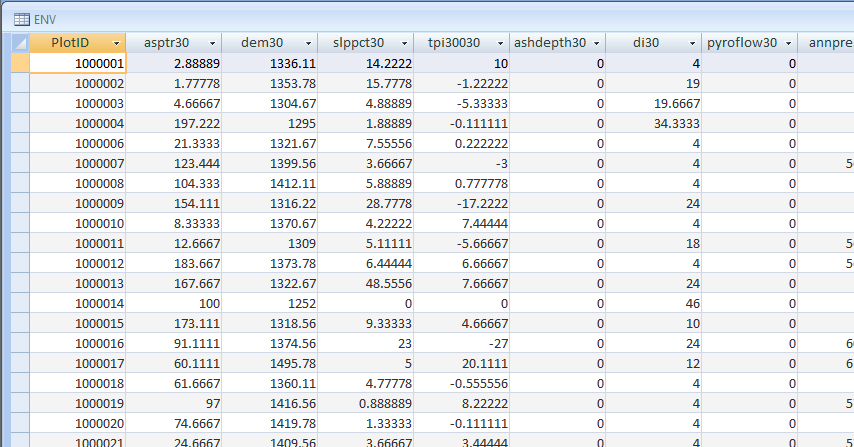 ENV
PlotID asptr30 dem30 slppct30 tpi30030 ashdepth30 di30 pyroflow30 annpre
1000001 2.88889 1336.11 14.2222 10 0 4 0
1000002 1.77778 1353.78 15.7778 -1.22222 0 19 0
1000003 4.66667 1304.67 4.88889 -5.33333 0 19.6667 0
1000004 197.222 1295 1.88889 -0.111111 0 34.3333 0
1000006 21.3333 1321.67 7.55556 0.222222 0 4 0
1000007 123.444 1399.56 3.66667 -3 0 4 0 5
1000008 104.333 1412.11 5.88889 0.777778 0 4 0
1000009 154.111 1316.22 28.7778 -17.2222 0 24 0
1000010 8.33333 1370.67 4.22222 7.44444 0 4 0
1000011 12.6667 1309 5.11111 -5.66667 0 18 0 5
1000012 183.667 1373.78 6.44444 6.66667 0 4 0 5
1000013 167.667 1322.67 48.5556 7.66667 0 24 0
1000014 100 1252 0 0 0 46 0
1000015 173.111 1318.56 9.33333 4.66667 0 10 0
1000016 91.1111 1374.56 23 -27 0 24 0 6
1000017 60.1111 1495.78 5 20.1111 0 12 0 6
1000018 61.6667 1360.11 4.77778 -0.555556 0 4 0
1000019 97 1416.56 0.888889 8.22222 0 4 0 5
1000020 74.6667 1419.78 1.33333 -0.111111 0 4 0
1000021 24.6667 1409.56 3.66667 3.44444 0 4 0 5